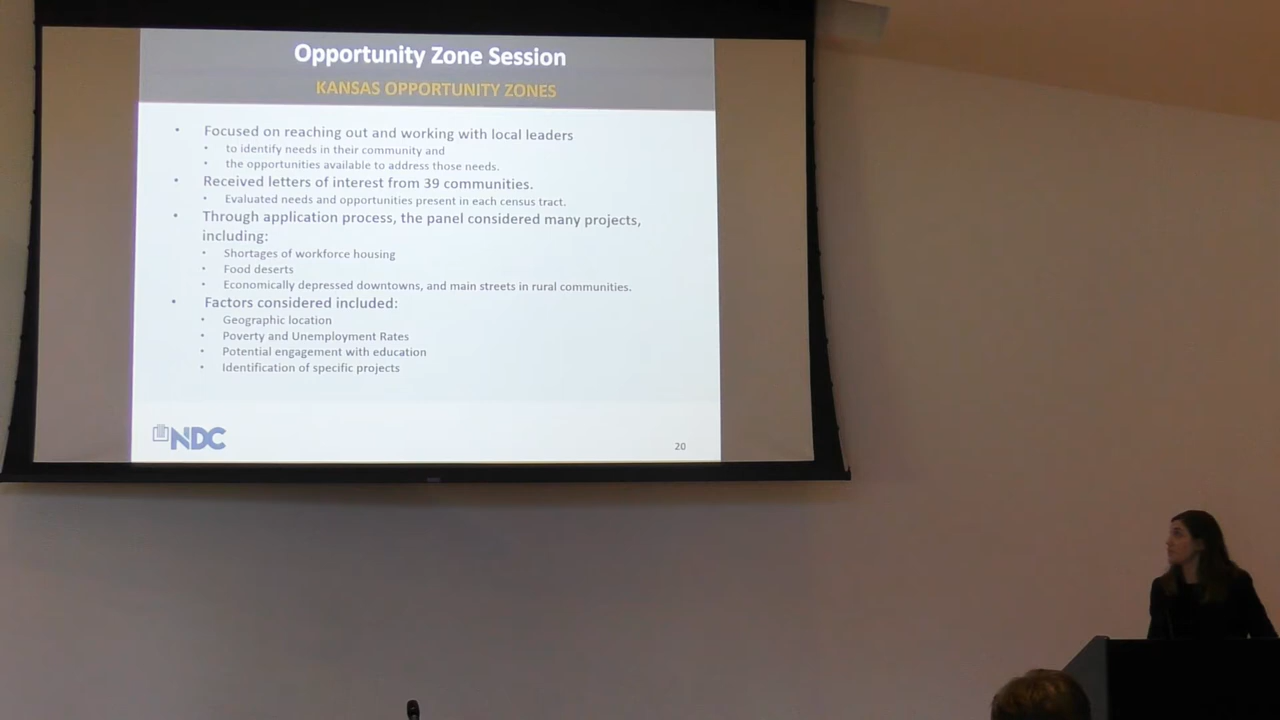 Opportunity Zone Session
KANSAS OPPORTUNITY ZONES
• Focused on reaching out and working with local leaders
• to identify needs in their community and
• the opportunities available to address those needs.
• Received letters of interest from 39 communities.
• Evaluated needs and opportunities present in each census tract.
• Through application process, the panel considered many projects,
including:
• Shortages of workforce housing
• Food deserts
• Economically depressed downtowns, and main streets in rural communities.
• Factors considered included:
• Geographic location
• Poverty and Unemployment Rates
• Potential engagement with education
• Identification of specific projects
NDC
20